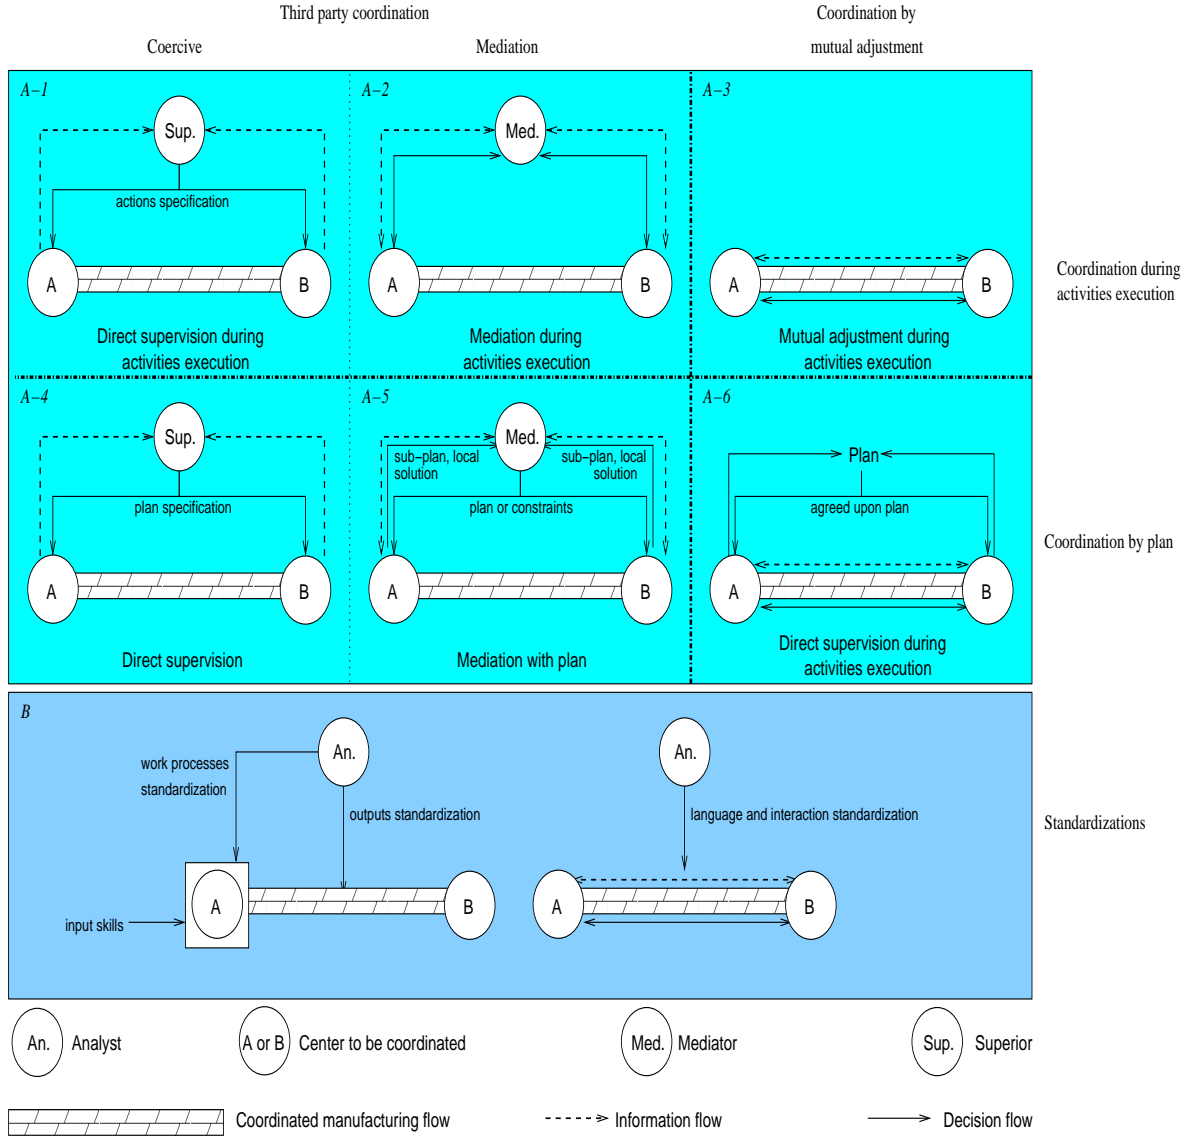 Third party coordination
Coordination by
mutual adjustment
Coercive
Mediation
A-1
A-2
A-3
Sup.
Med.
actions specification
A
B
A
B
A
B
Direct supervision during
activities execution
Mediation during
activities execution
Mutual adjustment during
activities execution
Coordination during
activities execution
A-4
A-5
A-6
Sup.
Med.
Plan
sub-plan, local
solution
sub-plan, local
solution
plan specification
plan or constraints
agreed upon plan
A
B
A
B
A
B
Direct supervision
Mediation with plan
Direct supervision during
activities execution
Coordination by plan
B
An.
An.
work processes
standardization
outputs standardization
language and interaction standardization
Standardizations
A
B
A
B
input skills
An.
Analyst
A or B
Center to be coordinated
Med.
Mediator
Sup.
Superior
Coordinated manufacturing flow
Information flow
Decision flow